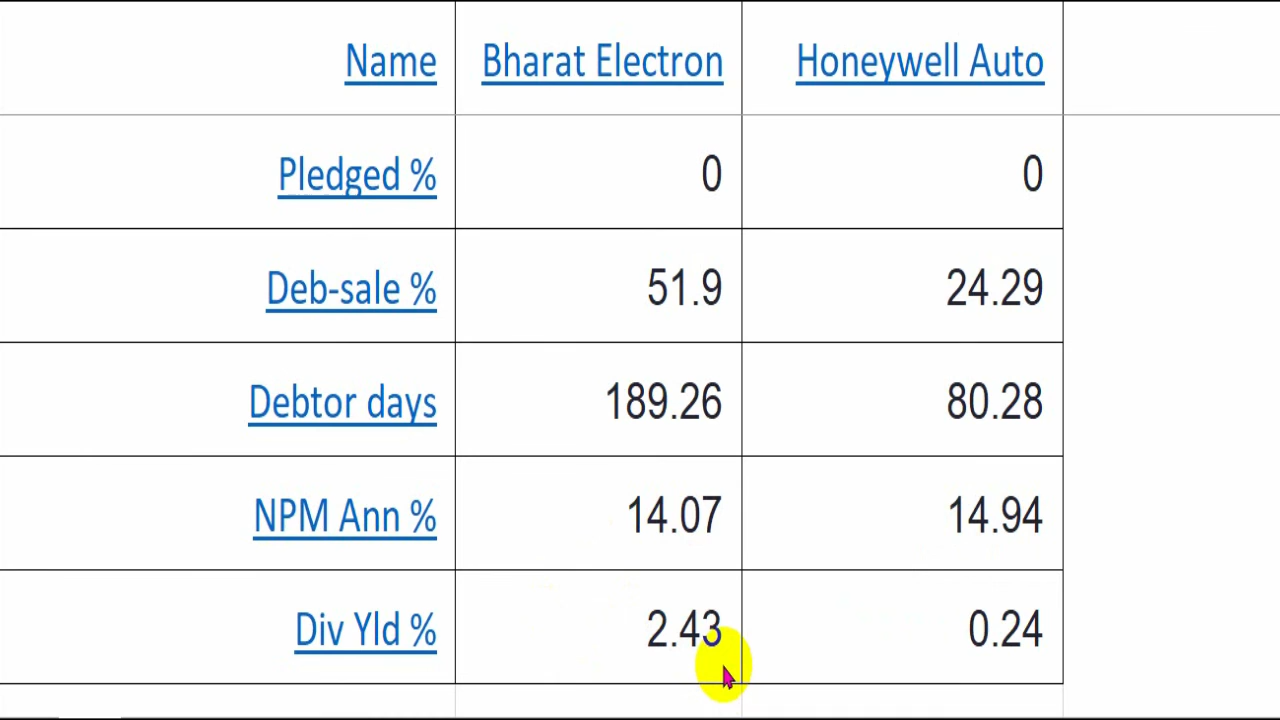 Name Bharat Electron Honeywell Auto
Pledged % 0 0
Deb-sale % 51.9 24.29
Debtor days 189.26 80.28
NPM Ann % 14.07 14.94
Div Yld % 2.43 0.24